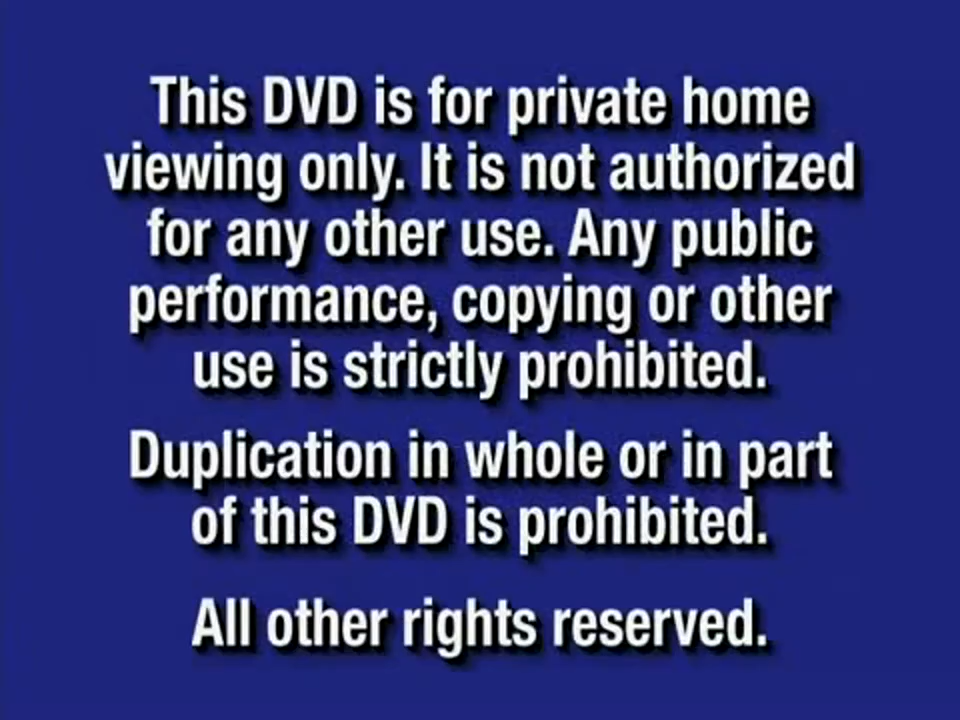 This DVD is for private home
viewing only. It is not authorized
for any other use. Any public
performance, copying or other
use is strictly prohibited.
Duplication in whole or in part
of this DVD is prohibited.
All other rights reserved.